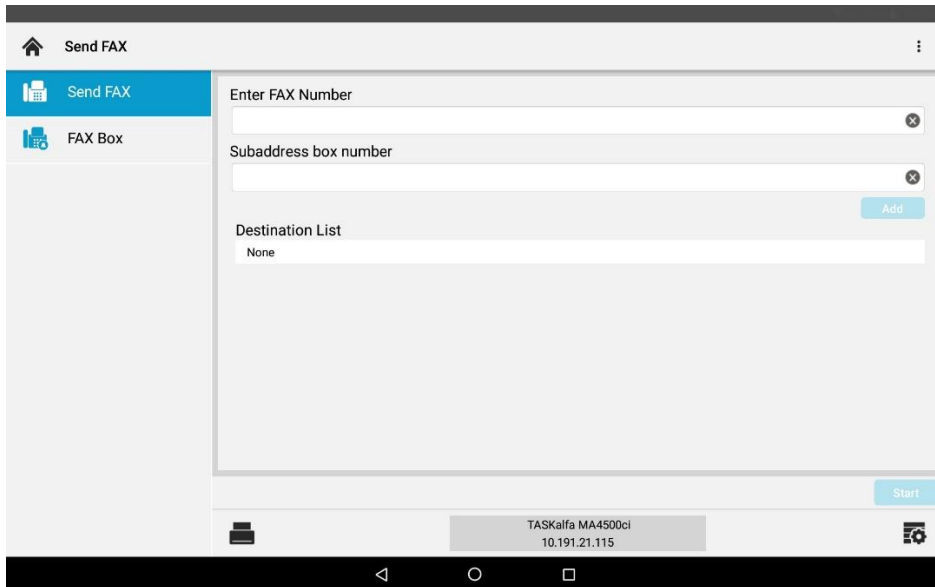 Send FAX
Send FAX
FAX Box
Enter FAX Number
Subaddress box number
Add
Destination List
None
Start
TASKalfa MA4500ci
10.191.21.115